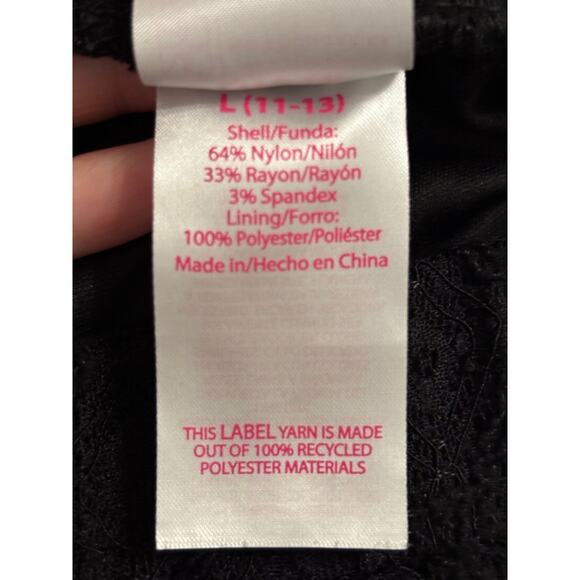 L (11-13)
Shell/Funda:
64% Nylon/Nilón
33% Rayon/Rayón
3% Spandex
Lining/Forro:
100% Polyester/Poliéster
Made in/Hecho en China
THIS LABEL YARN IS MADE
OUT OF 100% RECYCLED
POLYESTER MATERIALS